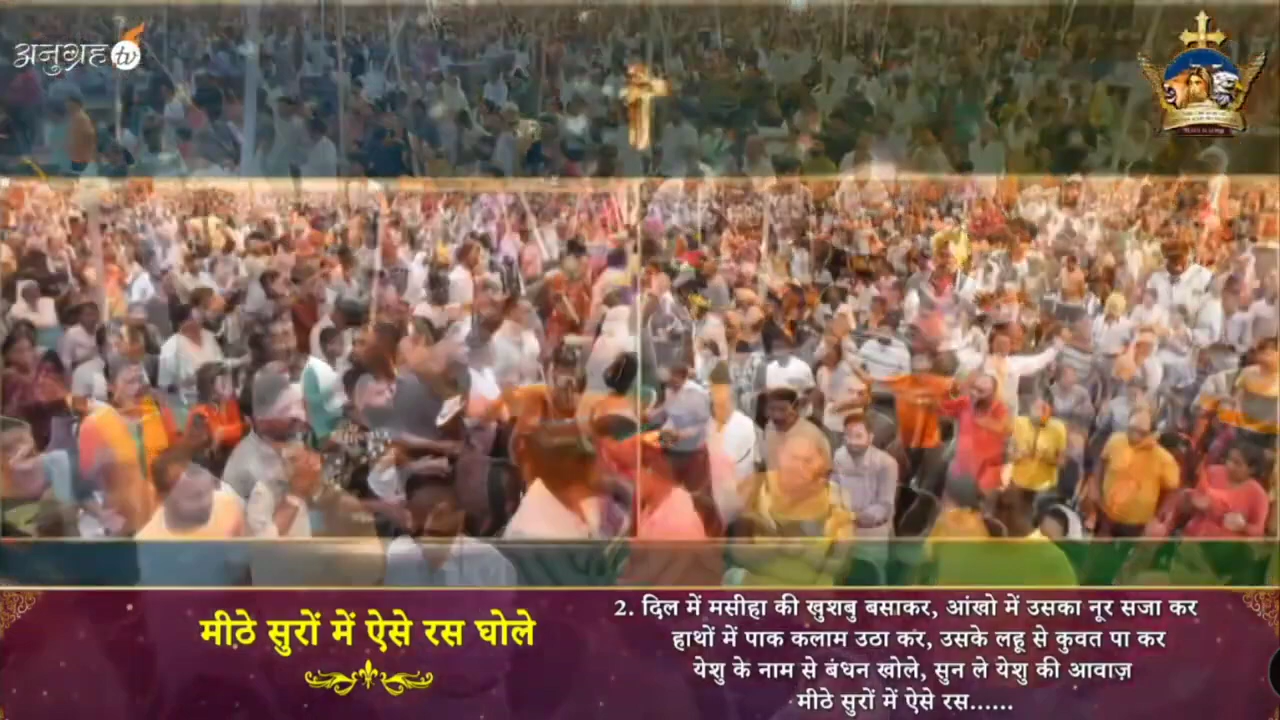 अनुग्रह tv
मीठे सुरों में ऐसे रस घोले
2. दिल में मसीहा की खुशबु बसाकर, आंखो में उसका नूर सजा कर
हाथों में पाक कलाम उठा कर, उसके लहू से कुवत पा कर
येशु के नाम से बंधन खोले, सुन ले येशु की आवाज़
मीठे सुरों में ऐसे रस......